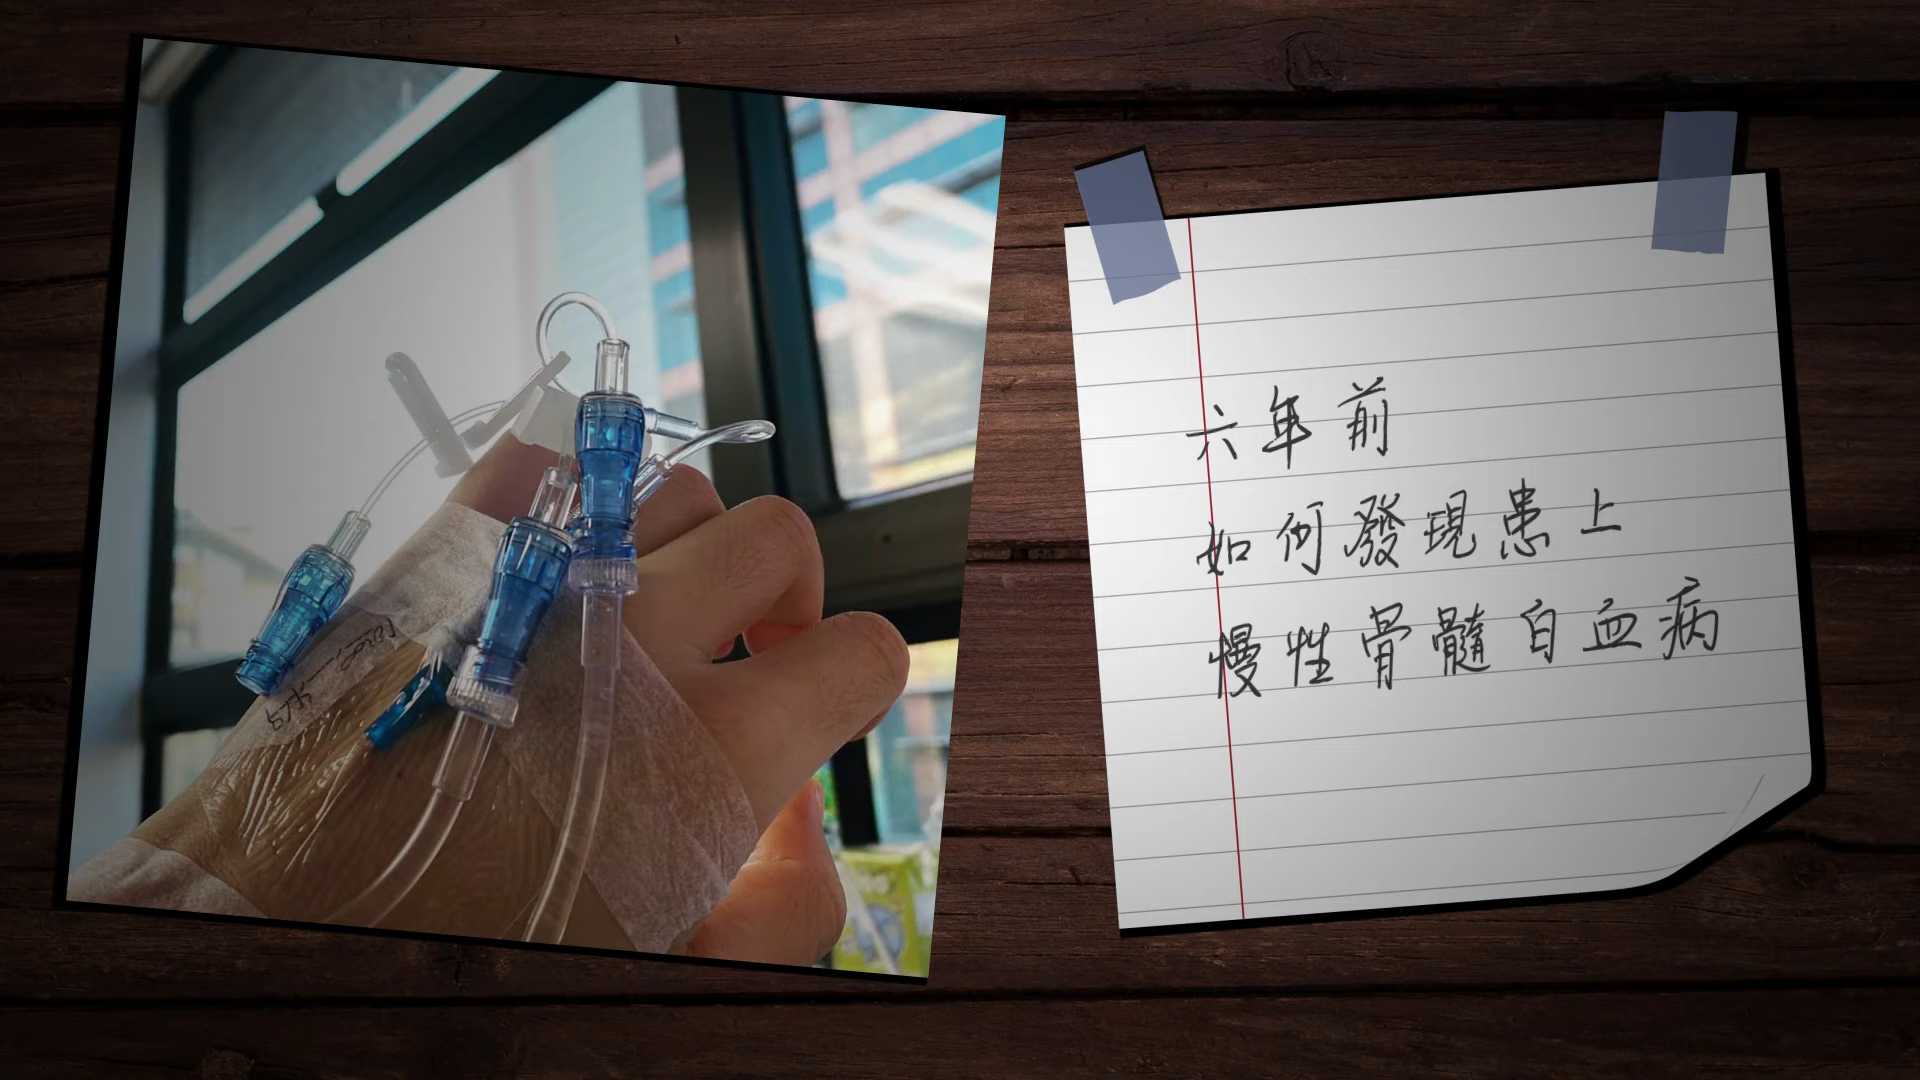 六年前
如何發現患上
慢性骨髓白血病